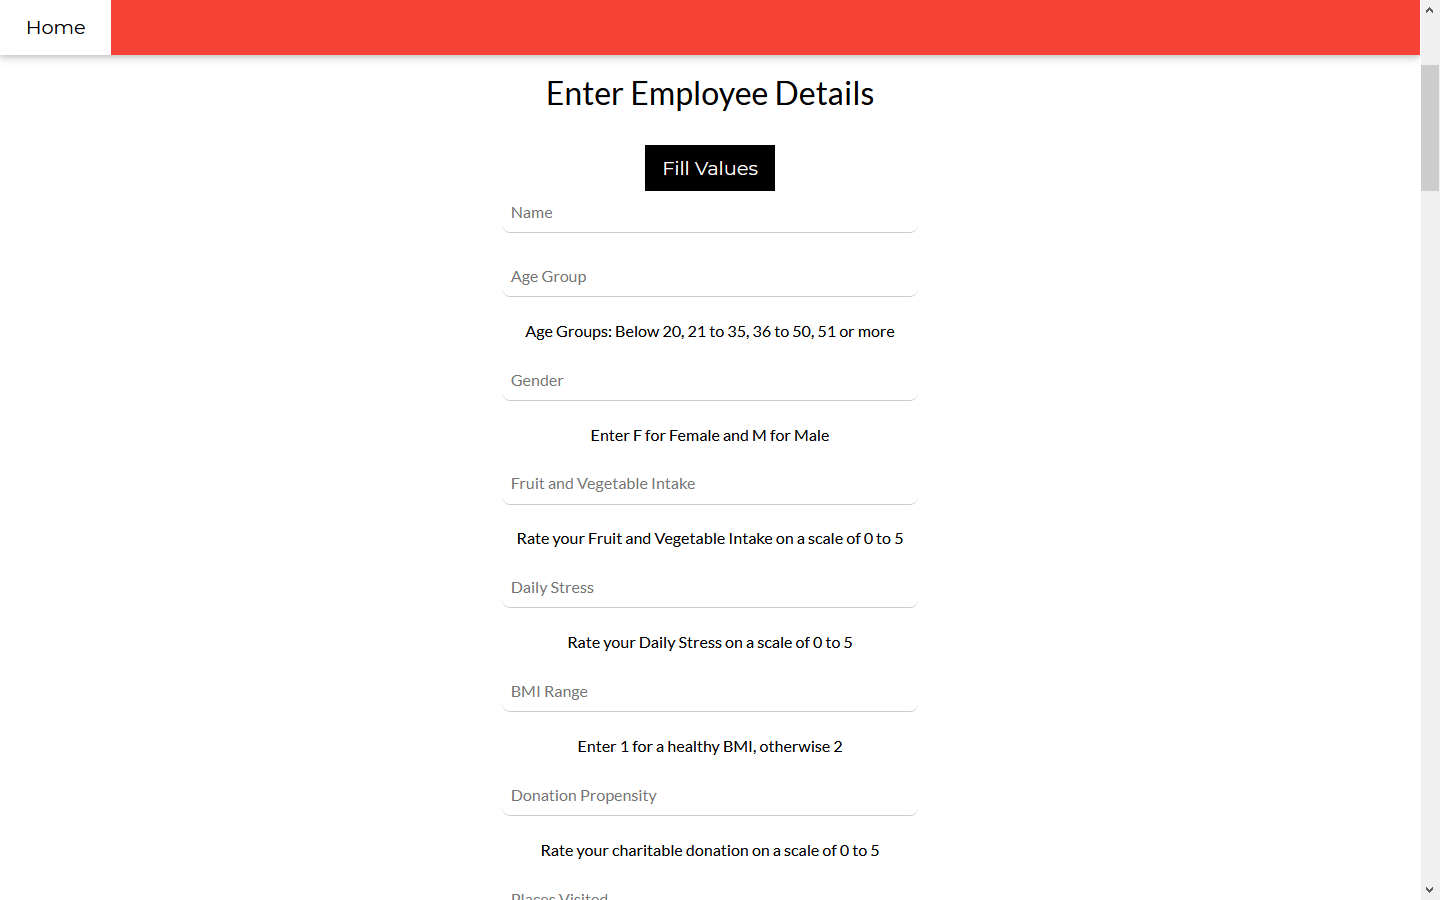 Home
Enter Employee Details
Fill Values
Name
Age Group
Age Groups: Below 20, 21 to 35, 36 to 50, 51 or more
Gender
Enter F for Female and M for Male
Fruit and Vegetable Intake
Rate your Fruit and Vegetable Intake on a scale of 0 to 5
Daily Stress
Rate your Daily Stress on a scale of 0 to 5
BMI Range
Enter 1 for a healthy BMI, otherwise 2
Donation Propensity
Rate your charitable donation on a scale of 0 to 5
Places Visited